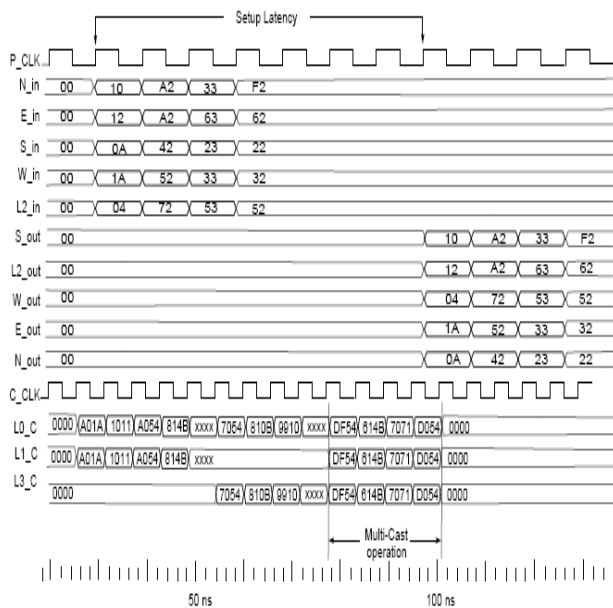 Setup Latency
P_CLK
N_in 00 10 A2 33 F2
E_in 00 12 A2 63 62
S_in 00 0A 42 23 22
W_in 00 1A 52 33 32
L2_in 00 04 72 53 52
S_out 00 10 A2 33 F2
L2_out 00 12 A2 63 62
W_out 00 04 72 53 52
E_out 00 1A 52 33 32
N_out 00 0A 42 23 22
C_CLK
L0_C 0000 A01A 1011 A054 814B xxxx 7054 810B 9910 xxxx DF54 614B 7071 D054 0000
L1_C 0000 A01A 1011 A054 814B xxxx DF54 614B 7071 D054 0000
L3_C 0000 7054 810B 9910 xxxx DF54 614B 7071 D054 0000
Multi-Cast
operation
50 ns 100 ns